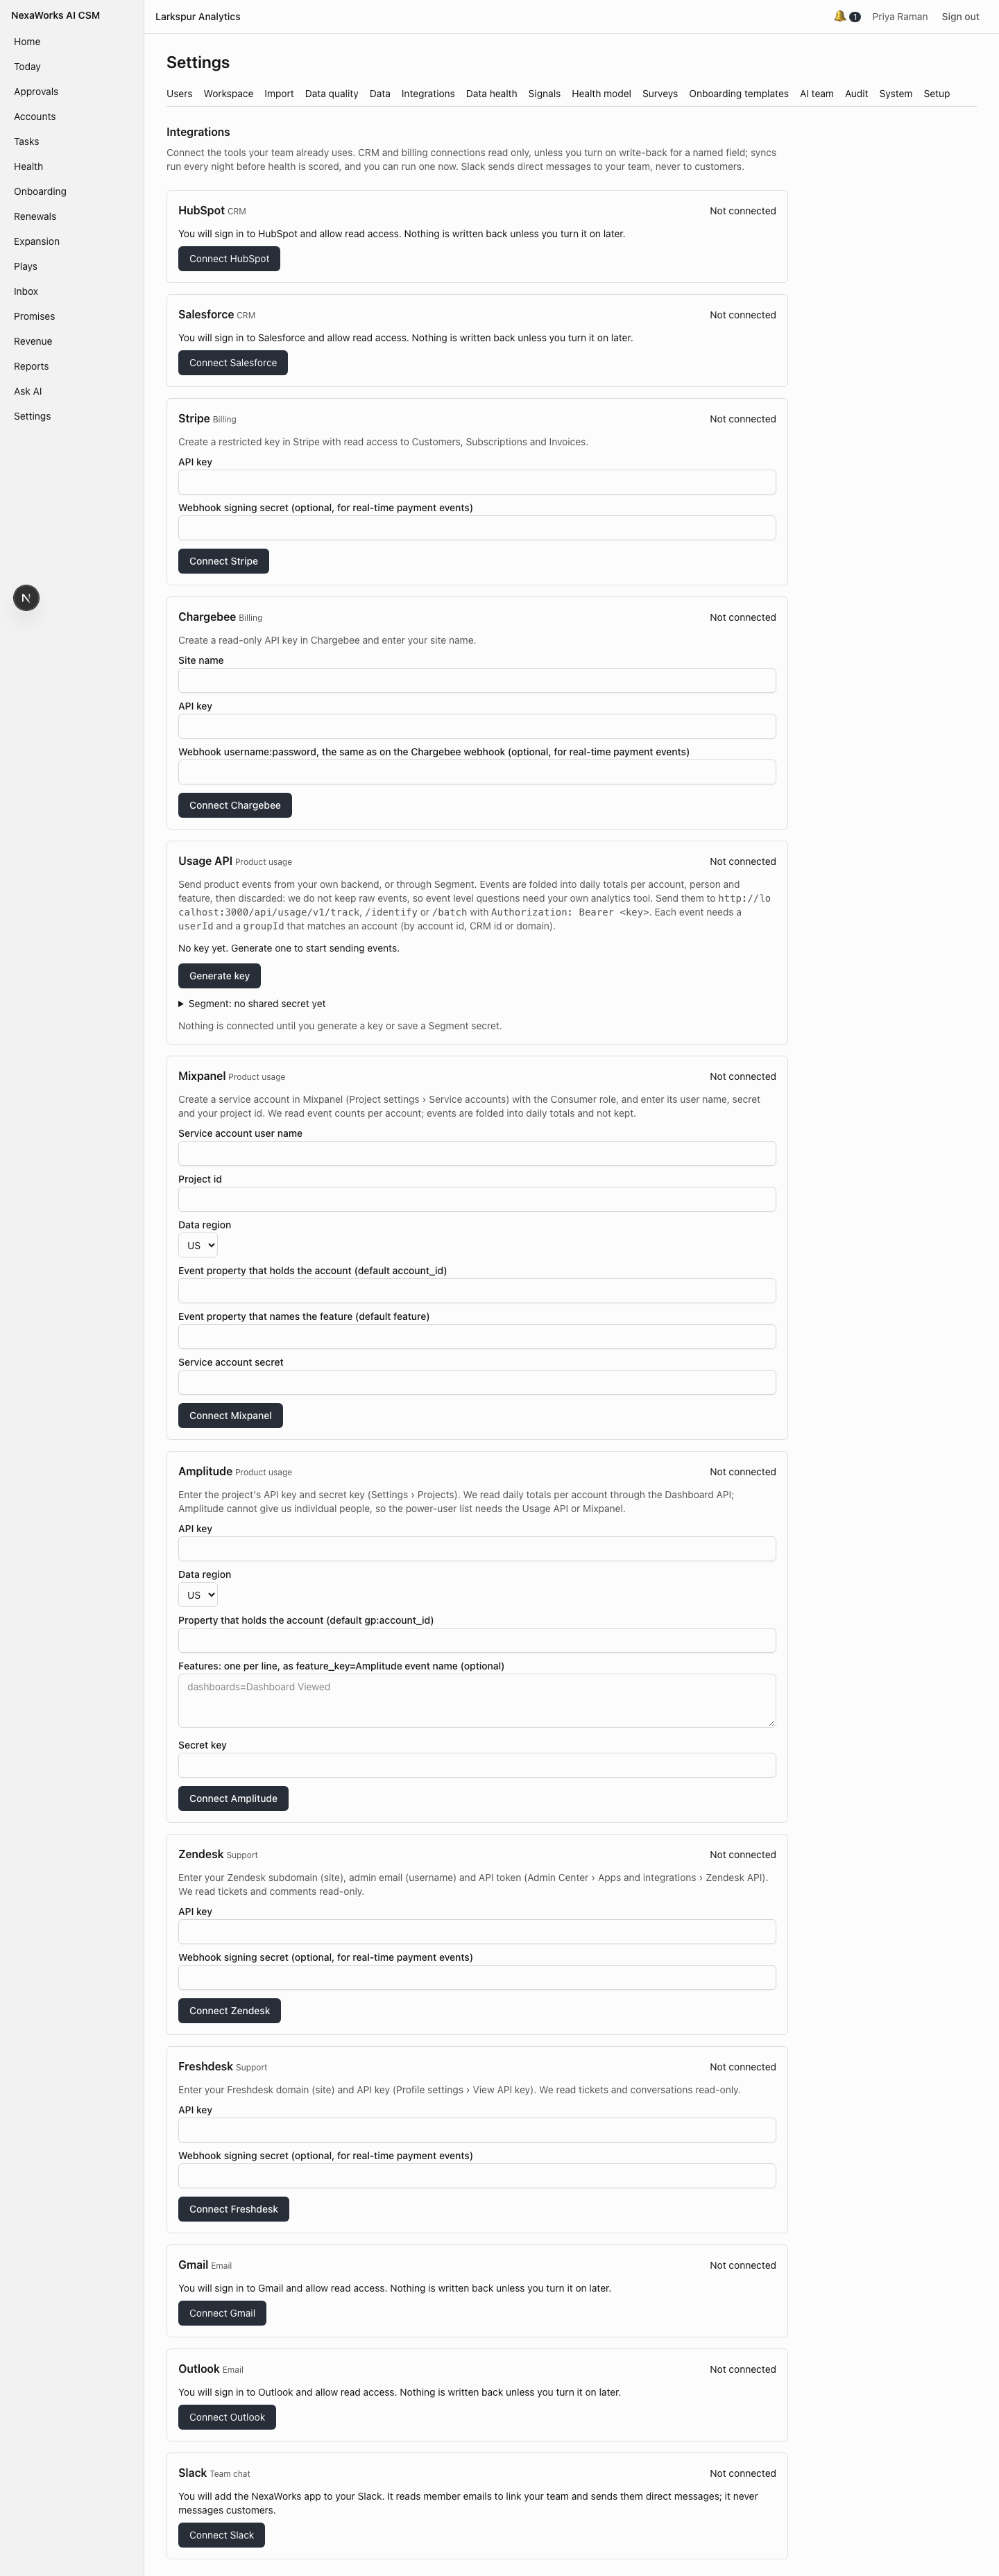 NexaWorks AI CSM
Home
Today
Approvals
Accounts
Tasks
Health
Onboarding
Renewals
Expansion
Plays
Inbox
Promises
Revenue
Reports
Ask AI
Settings
N
Larkspur Analytics
1
Priya Raman
Sign out
Settings
Users Workspace Import Data quality Data Integrations Data health Signals Health model Surveys Onboarding templates AI team Audit System Setup
Integrations
Connect the tools your team already uses. CRM and billing connections read only, unless you turn on write-back for a named field; syncs
run every night before health is scored, and you can run one now. Slack sends direct messages to your team, never to customers.
HubSpot CRM
Not connected
You will sign in to HubSpot and allow read access. Nothing is written back unless you turn it on later.
Connect HubSpot
Salesforce CRM
Not connected
You will sign in to Salesforce and allow read access. Nothing is written back unless you turn it on later.
Connect Salesforce
Stripe Billing
Not connected
Create a restricted key in Stripe with read access to Customers, Subscriptions and Invoices.
API key
Webhook signing secret (optional, for real-time payment events)
Connect Stripe
Chargebee Billing
Not connected
Create a read-only API key in Chargebee and enter your site name.
Site name
API key
Webhook username:password, the same as on the Chargebee webhook (optional, for real-time payment events)
Connect Chargebee
Usage API Product usage
Not connected
Send product events from your own backend, or through Segment. Events are folded into daily totals per account, person and
feature, then discarded: we do not keep raw events, so event level questions need your own analytics tool. Send them to http://lo
calhost:3000/api/usage/v1/track, /identify or /batch with Authorization: Bearer <key>. Each event needs a
userId and a groupId that matches an account (by account id, CRM id or domain).
No key yet. Generate one to start sending events.
Generate key
▶ Segment: no shared secret yet
Nothing is connected until you generate a key or save a Segment secret.
Mixpanel Product usage
Not connected
Create a service account in Mixpanel (Project settings › Service accounts) with the Consumer role, and enter its user name, secret
and your project id. We read event counts per account; events are folded into daily totals and not kept.
Service account user name
Project id
Data region
US
Event property that holds the account (default account_id)
Event property that names the feature (default feature)
Service account secret
Connect Mixpanel
Amplitude Product usage
Not connected
Enter the project's API key and secret key (Settings › Projects). We read daily totals per account through the Dashboard API;
Amplitude cannot give us individual people, so the power-user list needs the Usage API or Mixpanel.
API key
Data region
US
Property that holds the account (default gp:account_id)
Features: one per line, as feature_key=Amplitude event name (optional)
dashboards=Dashboard Viewed
Secret key
Connect Amplitude
Zendesk Support
Not connected
Enter your Zendesk subdomain (site), admin email (username) and API token (Admin Center › Apps and integrations › Zendesk API).
We read tickets and comments read-only.
API key
Webhook signing secret (optional, for real-time payment events)
Connect Zendesk
Freshdesk Support
Not connected
Enter your Freshdesk domain (site) and API key (Profile settings › View API key). We read tickets and conversations read-only.
API key
Webhook signing secret (optional, for real-time payment events)
Connect Freshdesk
Gmail Email
Not connected
You will sign in to Gmail and allow read access. Nothing is written back unless you turn it on later.
Connect Gmail
Outlook Email
Not connected
You will sign in to Outlook and allow read access. Nothing is written back unless you turn it on later.
Connect Outlook
Slack Team chat
Not connected
You will add the NexaWorks app to your Slack. It reads member emails to link your team and sends them direct messages; it never
messages customers.
Connect Slack